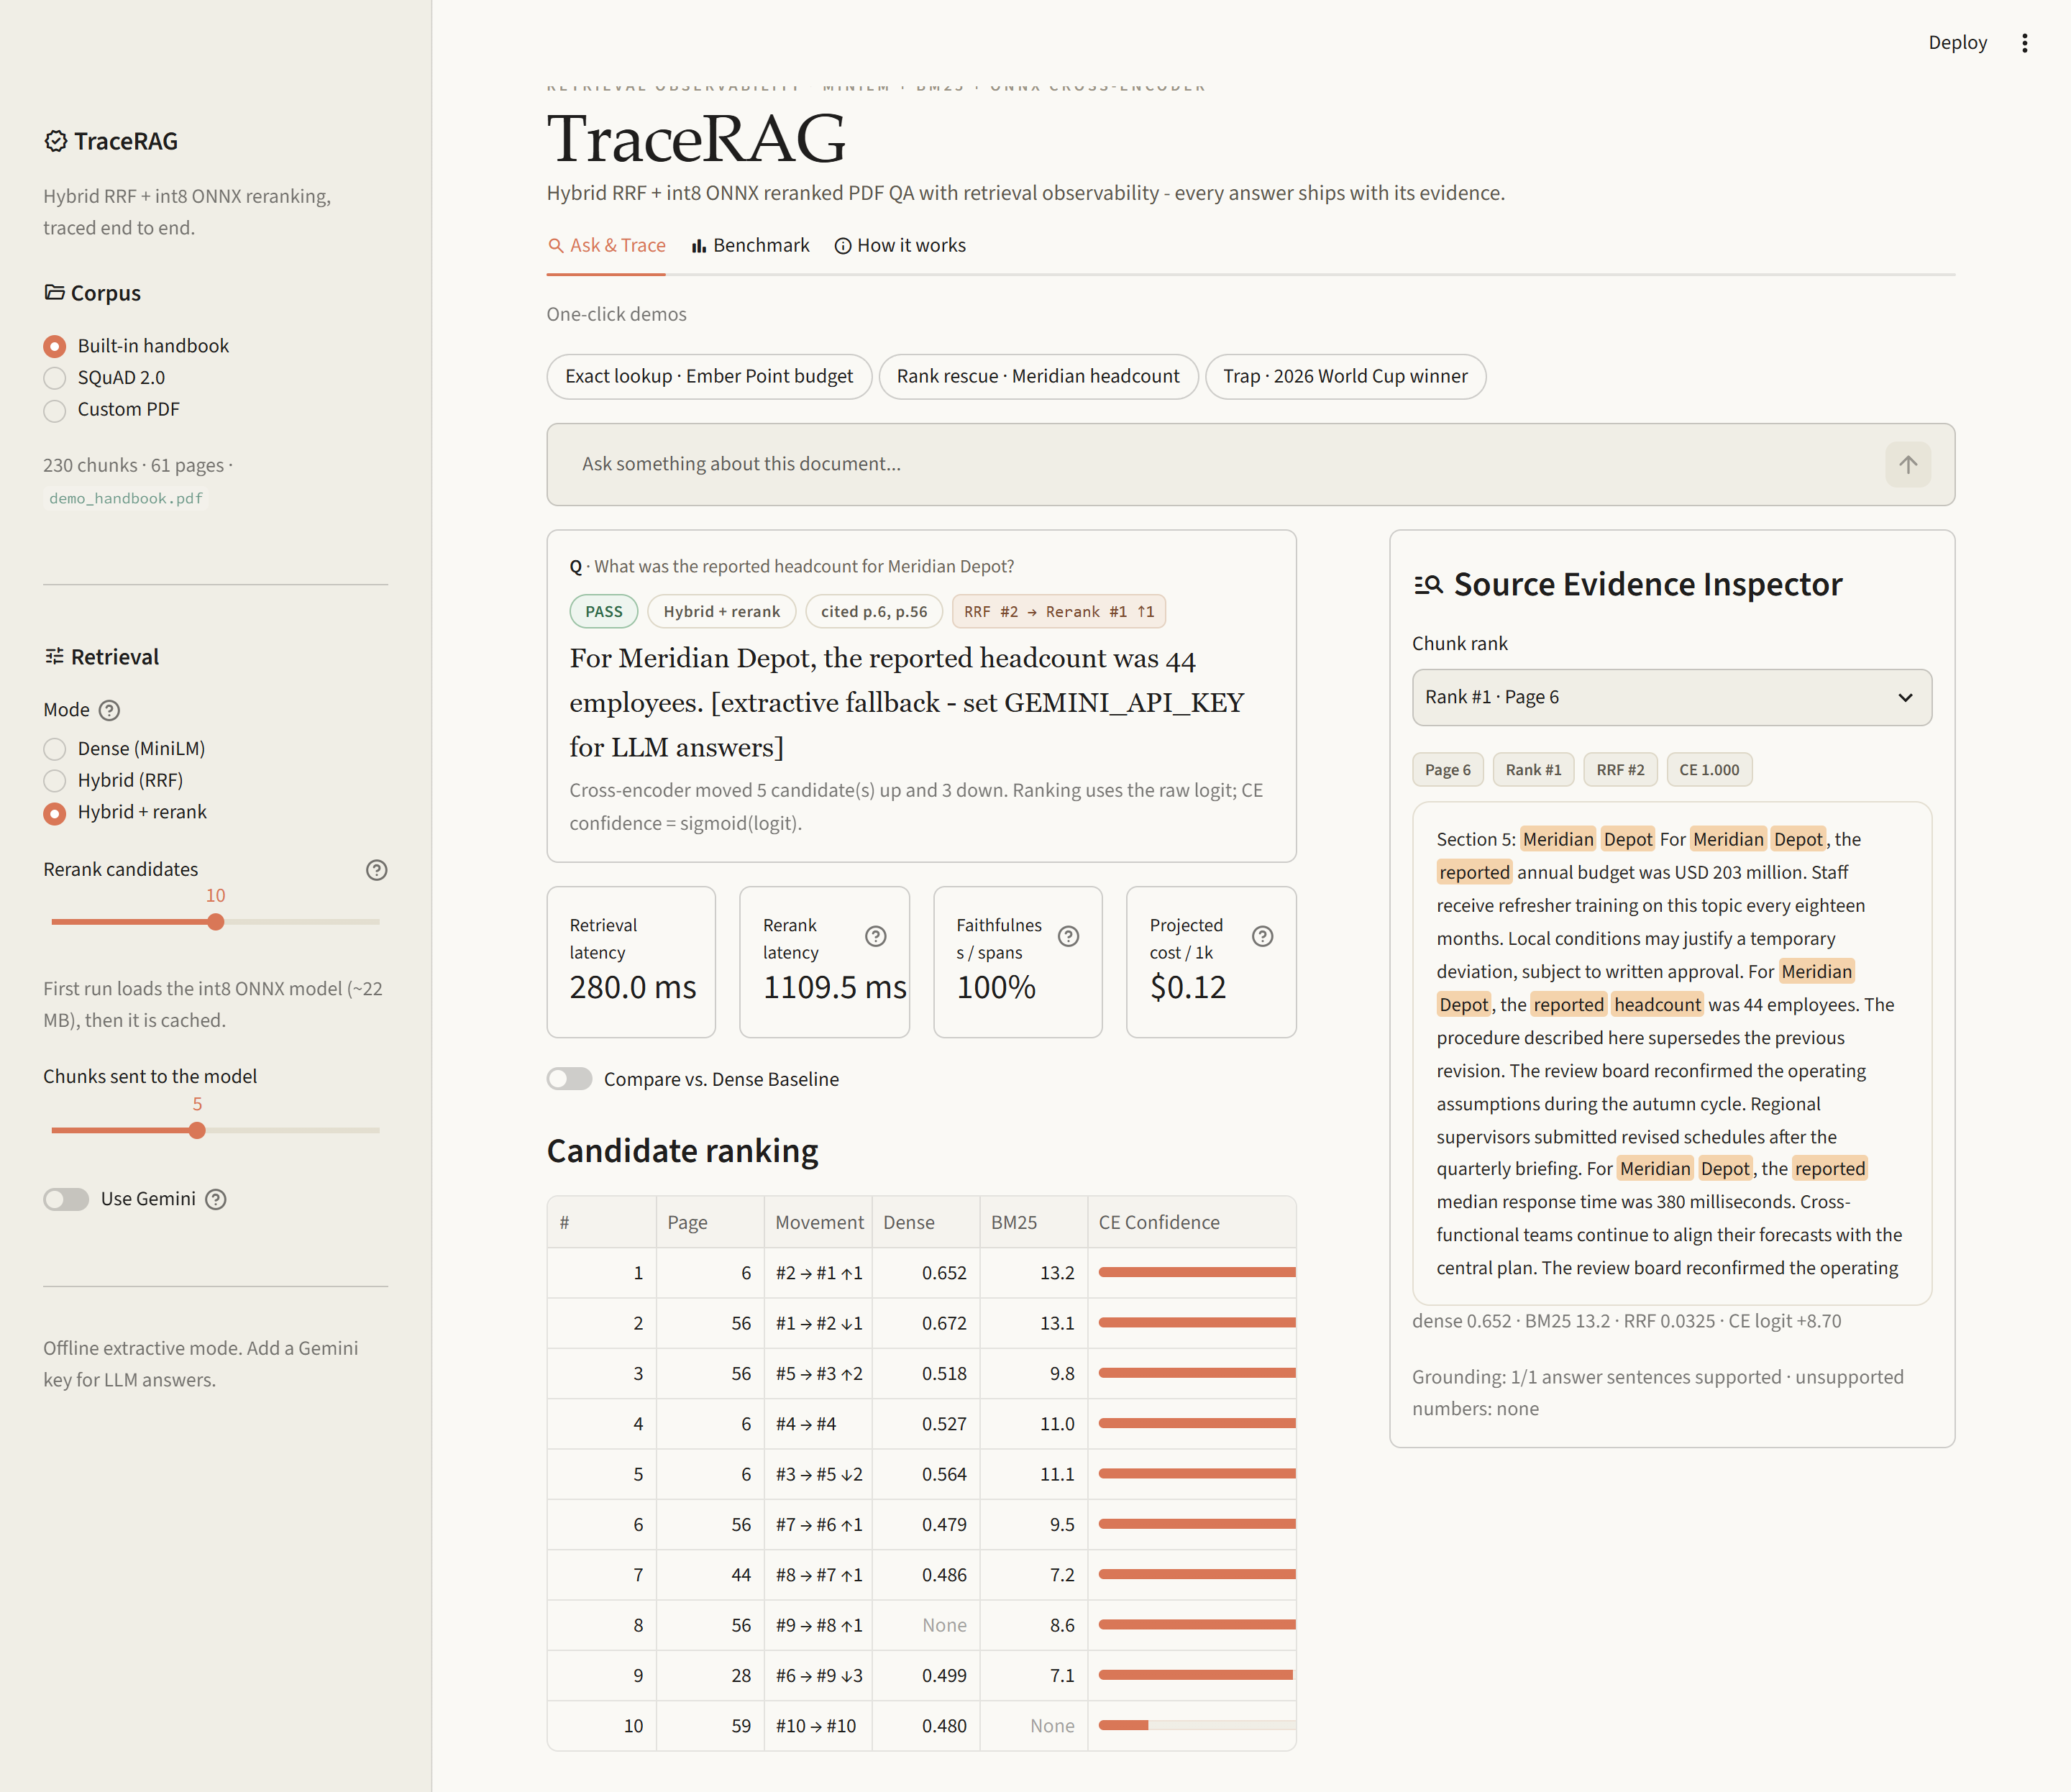 Deploy
TraceRAG
Hybrid RRF + int8 ONNX reranking,
traced end to end.
Corpus
Built-in handbook
SQuAD 2.0
Custom PDF
230 chunks · 61 pages ·
demo_handbook.pdf
Retrieval
Mode
Dense (MiniLM)
Hybrid (RRF)
Hybrid + rerank
Rerank candidates
10
First run loads the int8 ONNX model (~22
MB), then it is cached.
Chunks sent to the model
5
Use Gemini
Offline extractive mode. Add a Gemini
key for LLM answers.
TraceRAG
Hybrid RRF + int8 ONNX reranked PDF QA with retrieval observability - every answer ships with its evidence.
Ask & Trace Benchmark How it works
One-click demos
Exact lookup · Ember Point budget Rank rescue · Meridian headcount Trap · 2026 World Cup winner
Ask something about this document...
Q · What was the reported headcount for Meridian Depot?
PASS Hybrid + rerank cited p.6, p.56 RRF #2 → Rerank #1 ↑1
For Meridian Depot, the reported headcount was 44
employees. [extractive fallback - set GEMINI_API_KEY
for LLM answers]
Cross-encoder moved 5 candidate(s) up and 3 down. Ranking uses the raw logit; CE
confidence = sigmoid(logit).
Retrieval
latency
280.0 ms
Rerank
latency
1109.5 ms
Faithfulnes
s / spans
100%
Projected
cost / 1k
$0.12
Compare vs. Dense Baseline
Candidate ranking
# Page Movement Dense BM25 CE Confidence
1 6 #2 → #1 ↑1 0.652 13.2
2 56 #1 → #2 ↓1 0.672 13.1
3 56 #5 → #3 ↑2 0.518 9.8
4 6 #4 → #4 0.527 11.0
5 6 #3 → #5 ↓2 0.564 11.1
6 56 #7 → #6 ↑1 0.479 9.5
7 44 #8 → #7 ↑1 0.486 7.2
8 56 #9 → #8 ↑1 None 8.6
9 28 #6 → #9 ↓3 0.499 7.1
10 59 #10 → #10 0.480 None
Source Evidence Inspector
Chunk rank
Rank #1 · Page 6
Page 6 Rank #1 RRF #2 CE 1.000
Section 5: Meridian Depot For Meridian Depot, the
reported annual budget was USD 203 million. Staff
receive refresher training on this topic every eighteen
months. Local conditions may justify a temporary
deviation, subject to written approval. For Meridian
Depot, the reported headcount was 44 employees. The
procedure described here supersedes the previous
revision. The review board reconfirmed the operating
assumptions during the autumn cycle. Regional
supervisors submitted revised schedules after the
quarterly briefing. For Meridian Depot, the reported
median response time was 380 milliseconds. Cross-
functional teams continue to align their forecasts with the
central plan. The review board reconfirmed the operating
dense 0.652 · BM25 13.2 · RRF 0.0325 · CE logit +8.70
Grounding: 1/1 answer sentences supported · unsupported
numbers: none